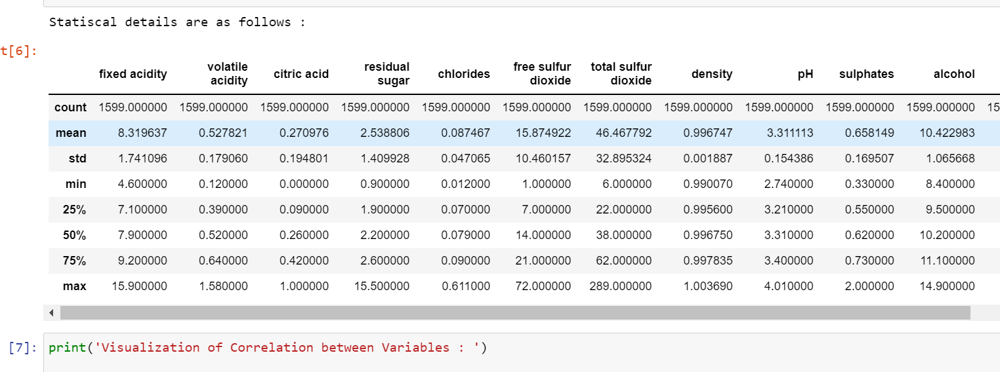 Statiscal details are as follows :
t[6]:
fixed acidity volatile acidity citric acid residual sugar chlorides free sulfur dioxide total sulfur dioxide density pH sulphates alcohol
count 1599.000000 1599.000000 1599.000000 1599.000000 1599.000000 1599.000000 1599.000000 1599.000000 1599.000000 1599.000000 1599.000000 15
mean 8.319637 0.527821 0.270976 2.538806 0.087467 15.874922 46.467792 0.996747 3.311113 0.658149 10.422983
std 1.741096 0.179060 0.194801 1.409928 0.047065 10.460157 32.895324 0.001887 0.154386 0.169507 1.065668
min 4.600000 0.120000 0.000000 0.900000 0.012000 1.000000 6.000000 0.990070 2.740000 0.330000 8.400000
25% 7.100000 0.390000 0.090000 1.900000 0.070000 7.000000 22.000000 0.995600 3.210000 0.550000 9.500000
50% 7.900000 0.520000 0.260000 2.200000 0.079000 14.000000 38.000000 0.996750 3.310000 0.620000 10.200000
75% 9.200000 0.640000 0.420000 2.600000 0.090000 21.000000 62.000000 0.997835 3.400000 0.730000 11.100000
max 15.900000 1.580000 1.000000 15.500000 0.611000 72.000000 289.000000 1.003690 4.010000 2.000000 14.900000
[7]: print('Visualization of Correlation between Variables : ')